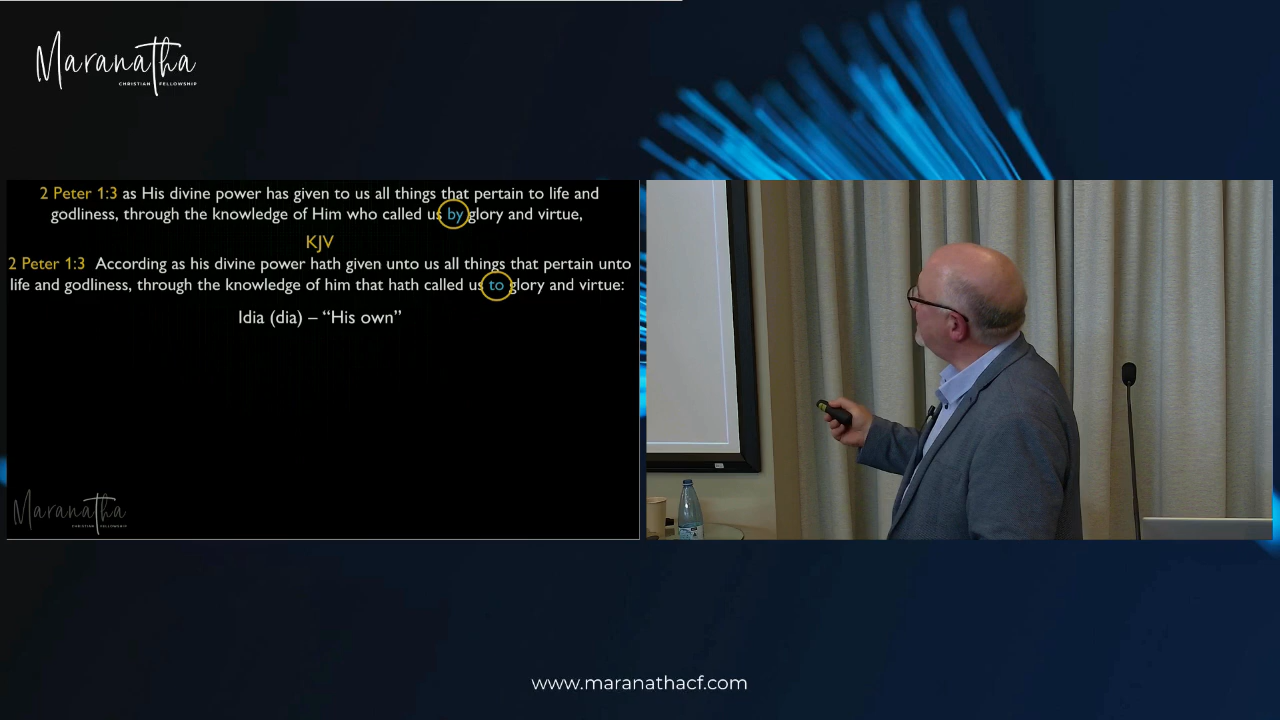 Maranatha
CHRISTIAN FELLOWSHIP
2 Peter 1:3 as His divine power has given to us all things that pertain to life and
godliness, through the knowledge of Him who called us by glory and virtue,
KJV
2 Peter 1:3 According as his divine power hath given unto us all things that pertain unto
life and godliness, through the knowledge of him that hath called us to glory and virtue:
Idia (dia) – “His own”
Maranatha
CHRISTIAN FELLOWSHIP
www.maranathacf.com